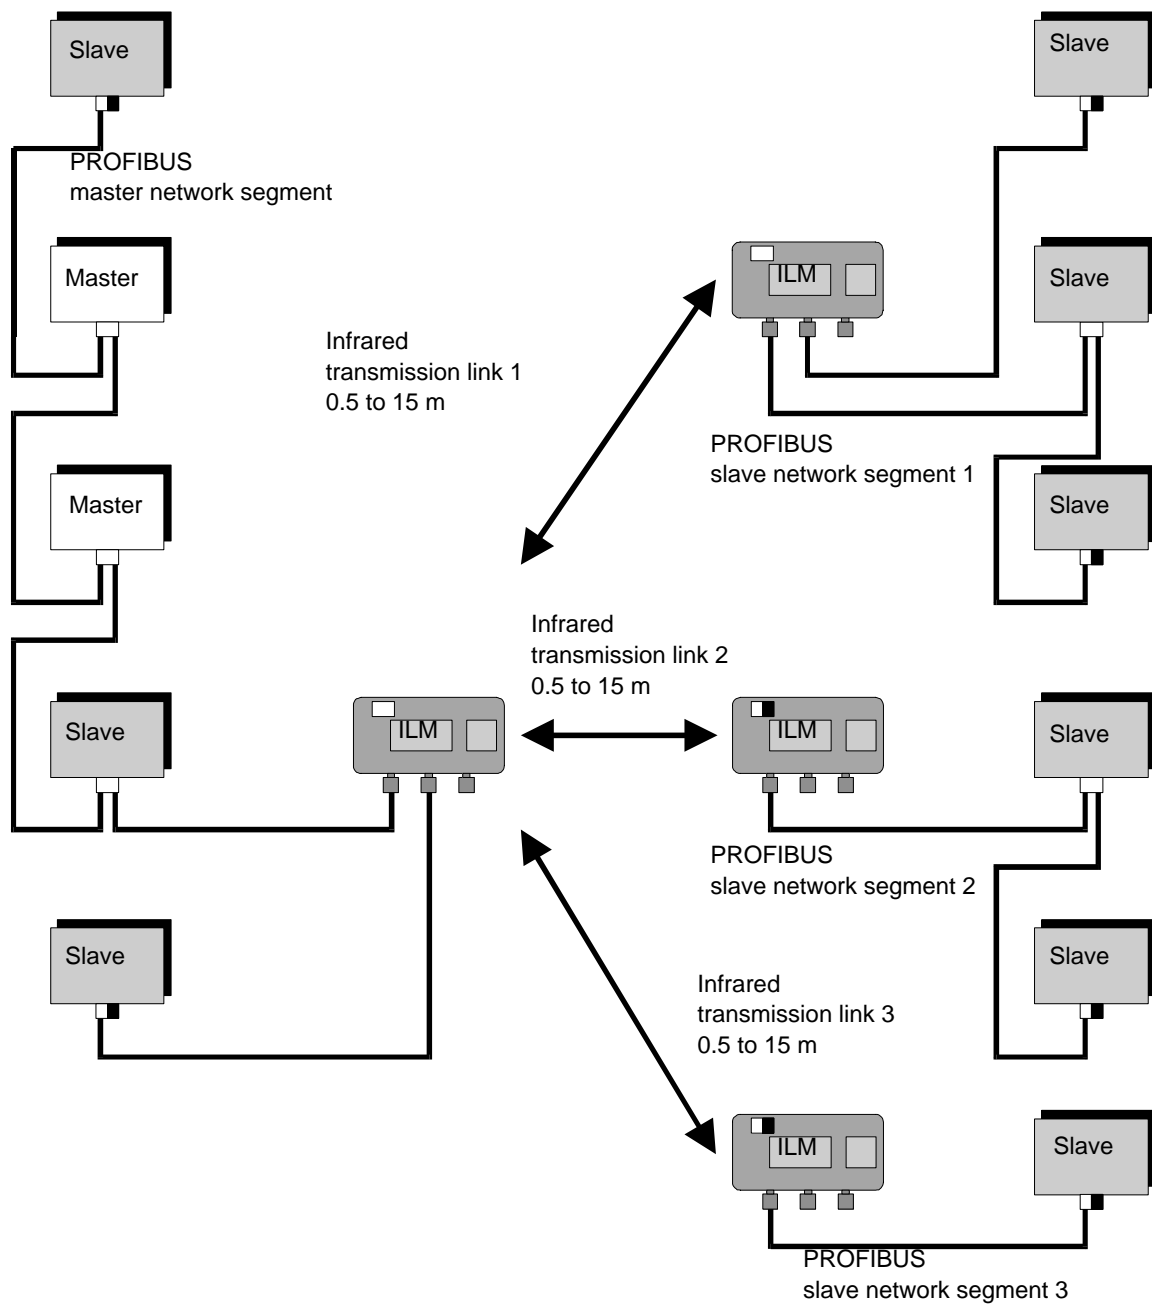 Slave
Slave
PROFIBUS
master network segment
Master
ILM
Slave
Infrared
transmission link 1
0.5 to 15 m
PROFIBUS
slave network segment 1
Master
Slave
Infrared
transmission link 2
0.5 to 15 m
Slave
ILM
ILM
Slave
PROFIBUS
slave network segment 2
Slave
Slave
Infrared
transmission link 3
0.5 to 15 m
ILM
Slave
PROFIBUS
slave network segment 3